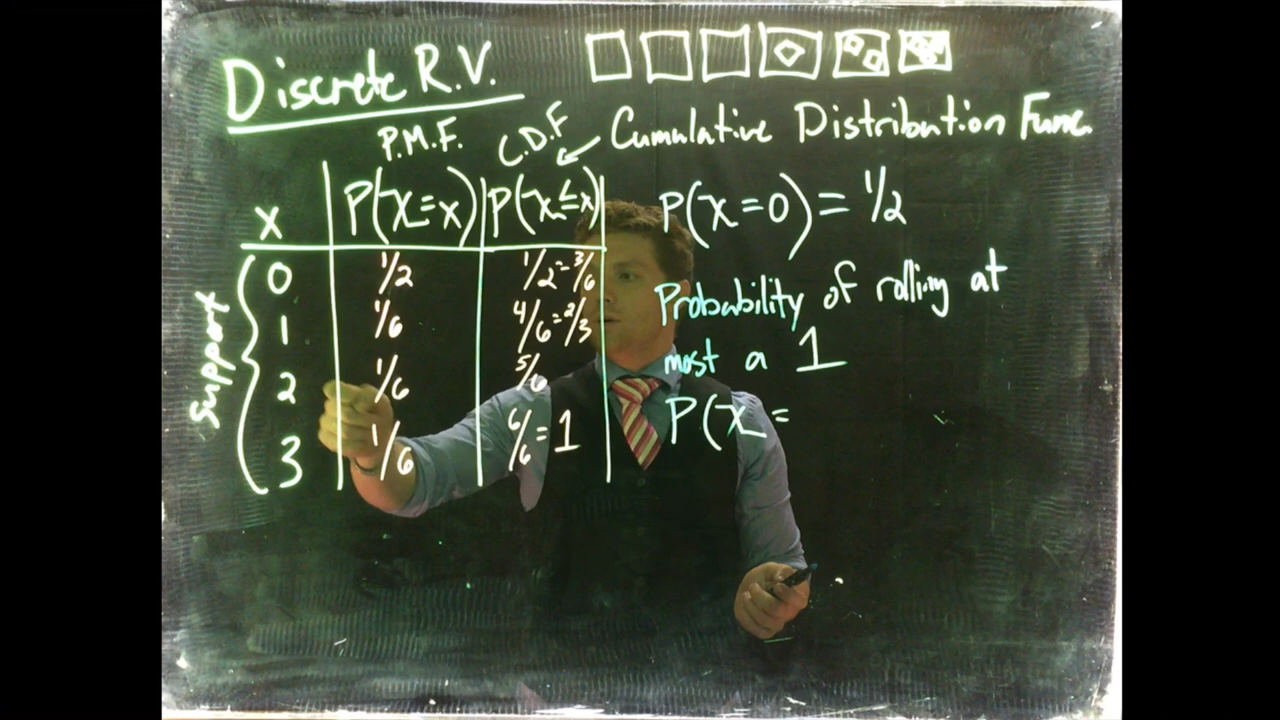 Discrete R.V.
P.M.F. C.D.F ← Cumulative Distribution Func.
x P(X=x) P(X≤x)
support
0 1/2 1/2=3/6
1 1/6 4/6=2/3
2 1/6 5/6
3 1/6 6/6=1
P(X=0)=1/2
Probability of rolling at
most a 1
P(X=